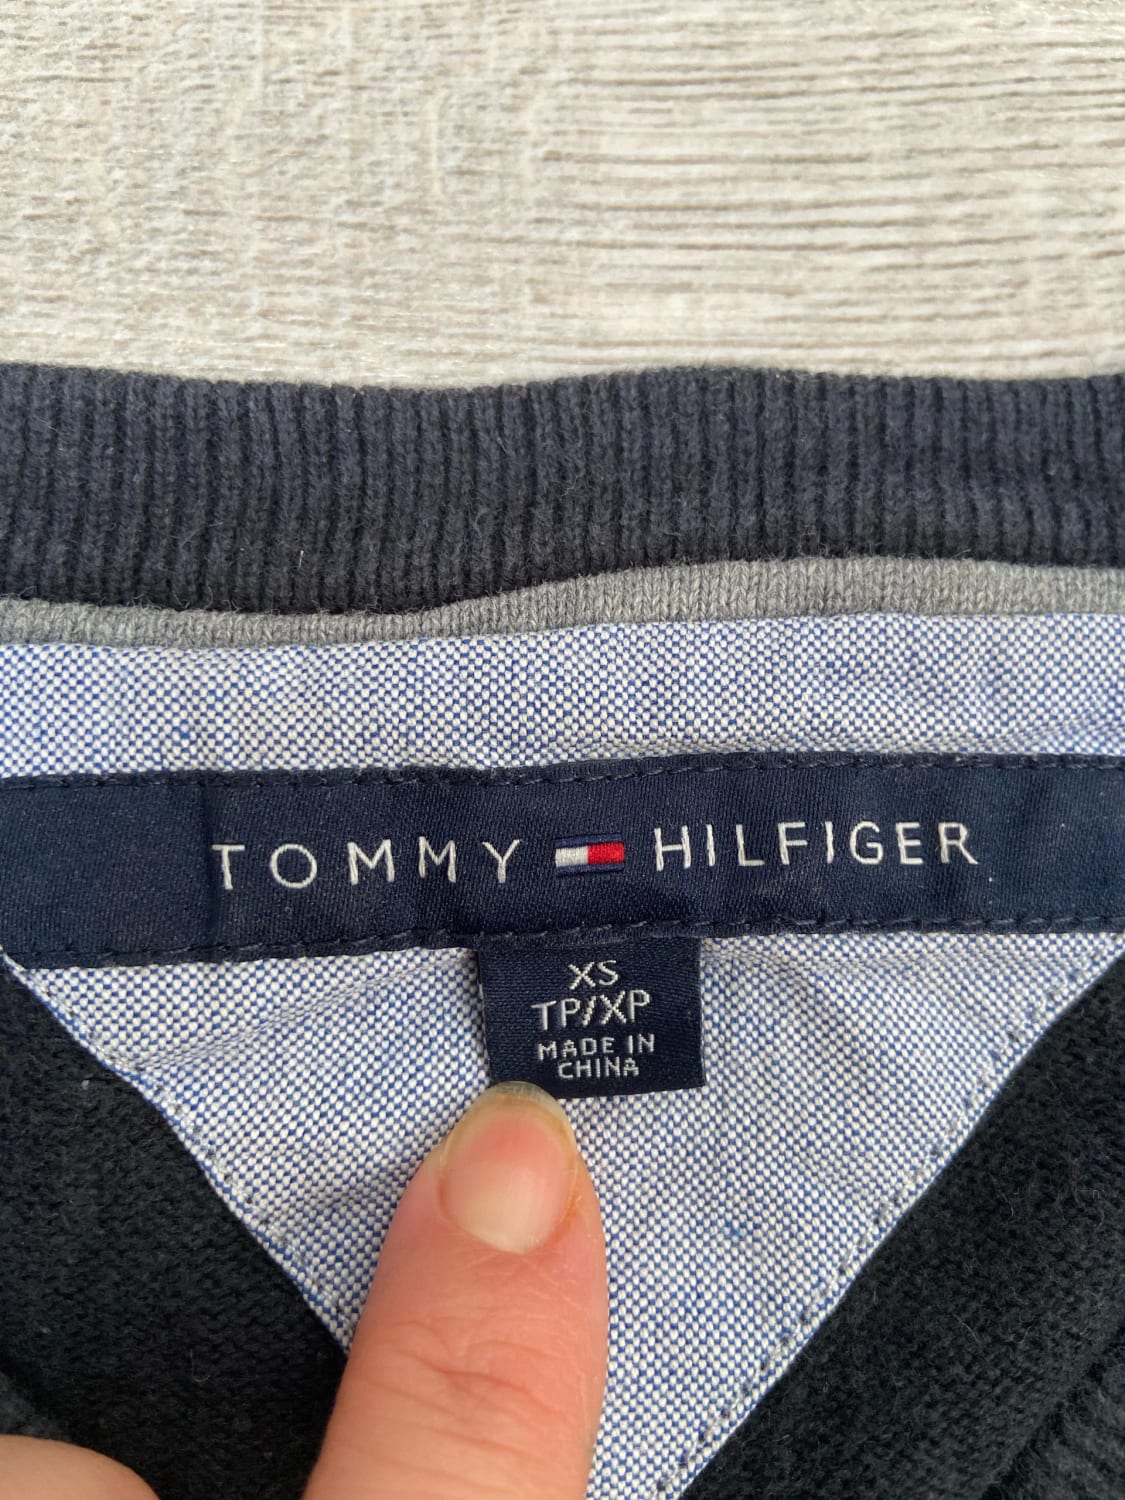 TOMMY HILFIGER
XS
TP/XP
MADE IN
CHINA